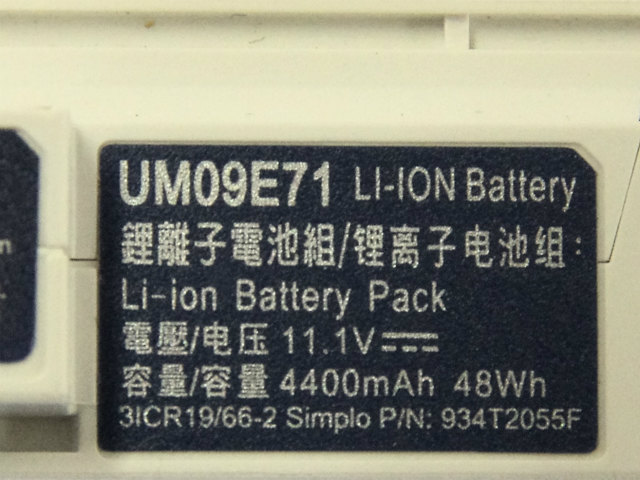 UM09E71 LI-ION Battery
鋰離子電池組/锂离子电池组:
Li-ion Battery Pack
電壓/电压 11.1V⎓
容量/容量 4400mAh 48Wh
3ICR19/66-2 Simplo P/N: 934T2055F